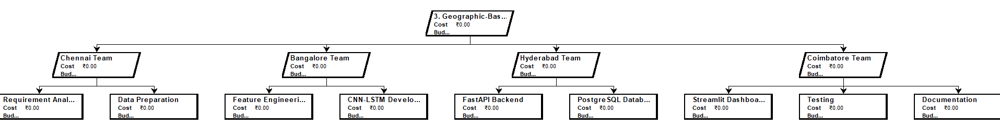 3. Geographic-Bas...
Cost ₹0.00
Bud...
Chennai Team
Cost ₹0.00
Bud...
Bangalore Team
Cost ₹0.00
Bud...
Hyderabad Team
Cost ₹0.00
Bud...
Coimbatore Team
Cost ₹0.00
Bud...
Requirement Anal...
Cost ₹0.00
Bud...
Data Preparation
Cost ₹0.00
Bud...
Feature Engineeri...
Cost ₹0.00
Bud...
CNN-LSTM Develo...
Cost ₹0.00
Bud...
FastAPI Backend
Cost ₹0.00
Bud...
PostgreSQL Datab...
Cost ₹0.00
Bud...
Streamlit Dashboa...
Cost ₹0.00
Bud...
Testing
Cost ₹0.00
Bud...
Documentation
Cost ₹0.00
Bud...